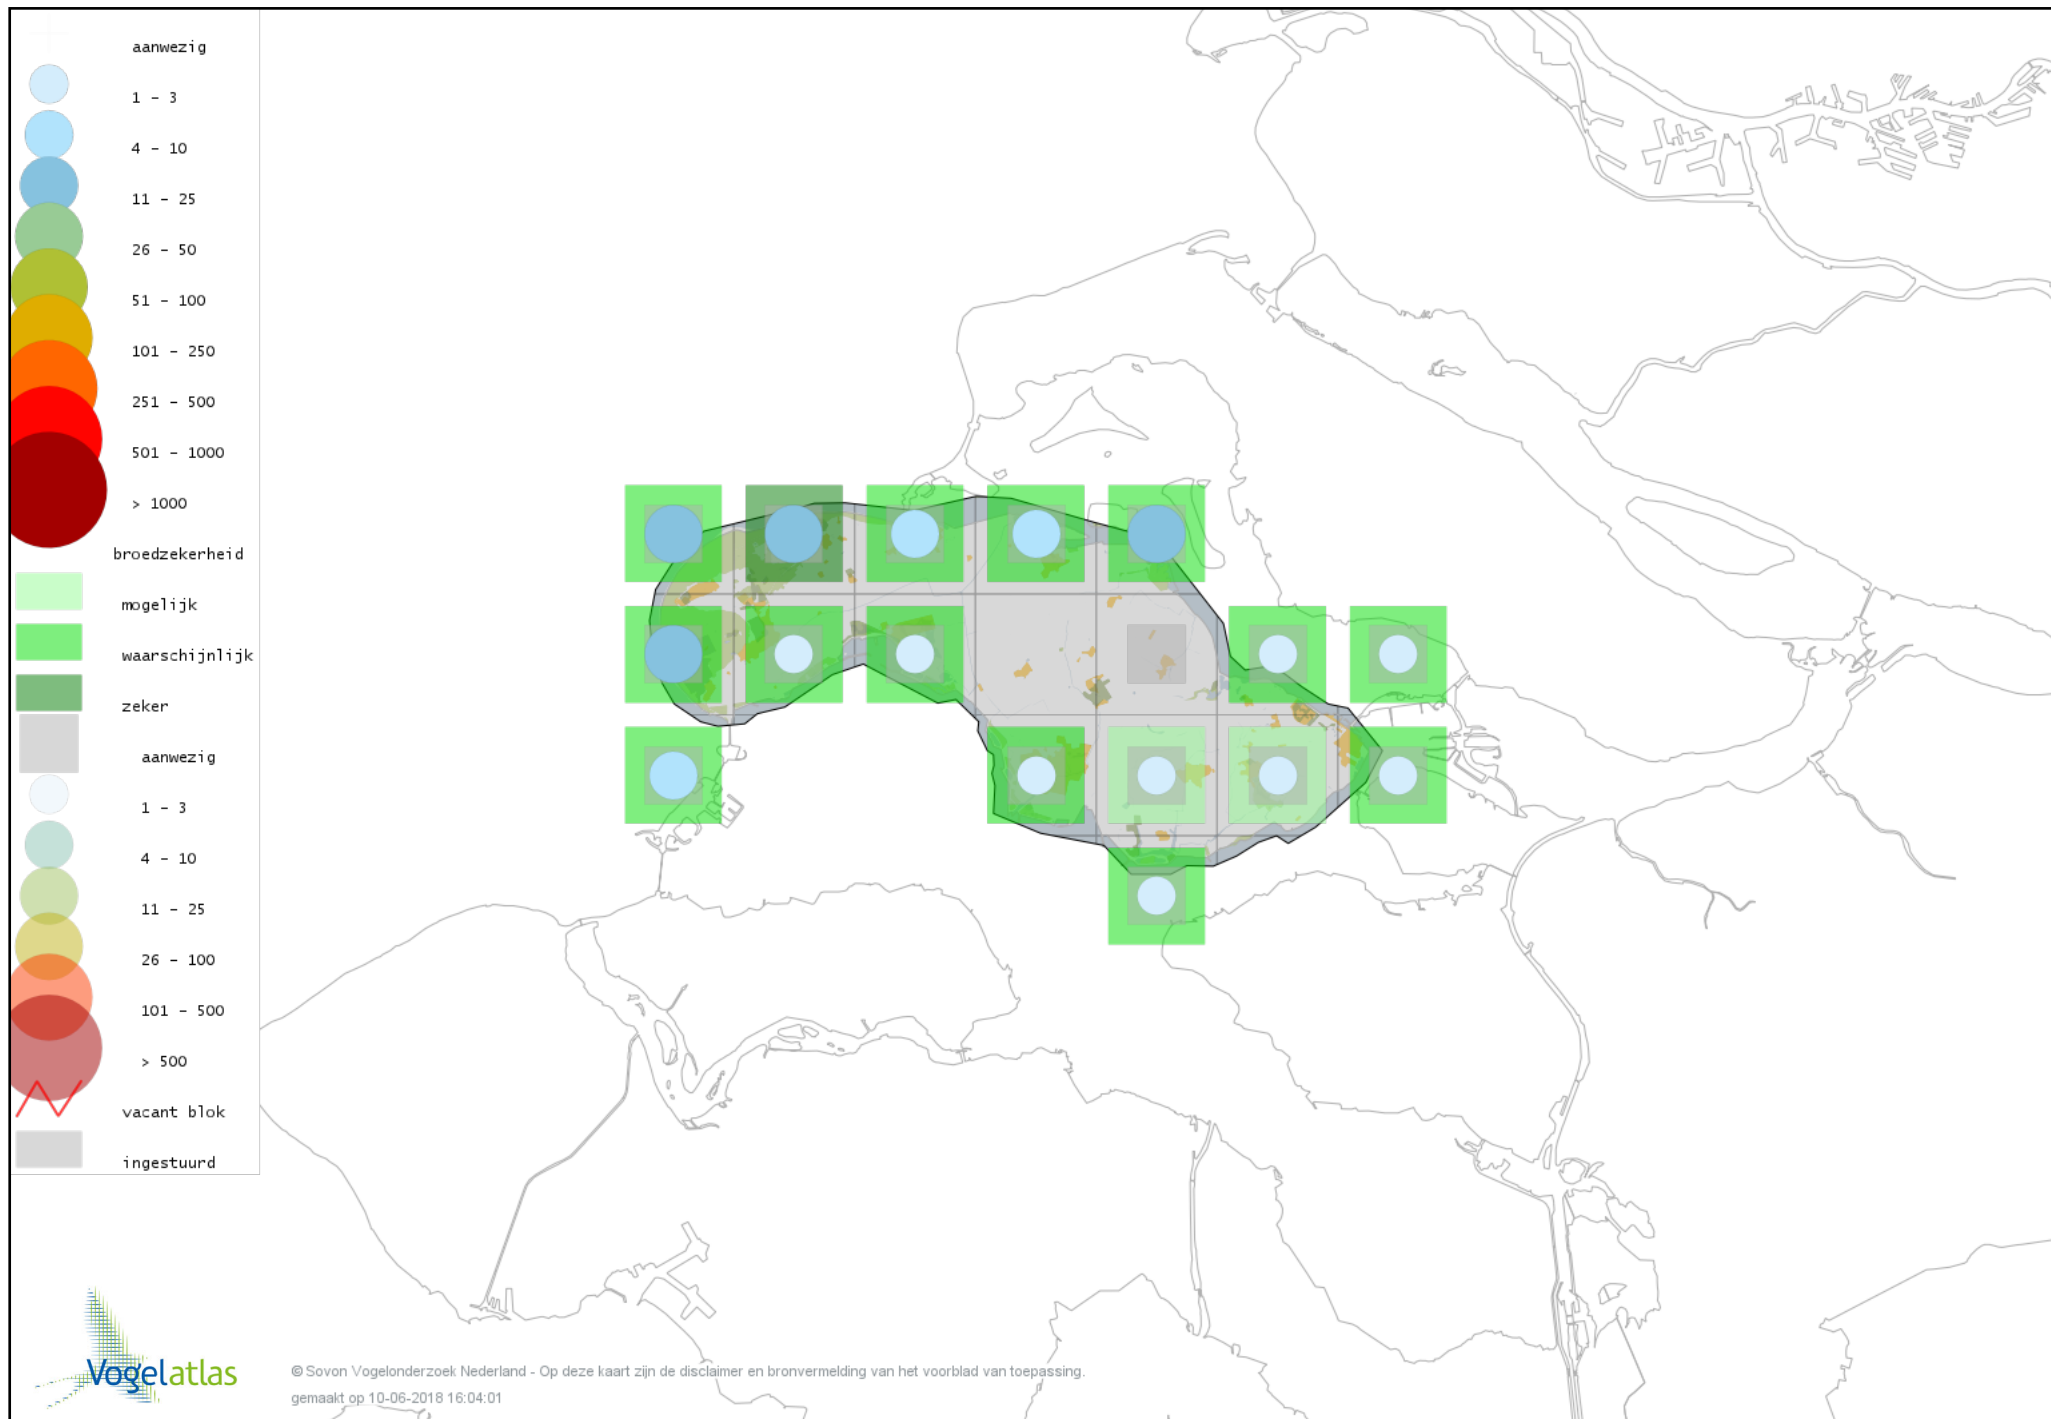 aanwezig
1 - 3
4 - 10
11 - 25
26 - 50
51 - 100
101 - 250
251 - 500
501 - 1000
> 1000
broedzekerheid
mogelijk
waarschijnlijk
zeker
aanwezig
1 - 3
4 - 10
11 - 25
26 - 100
101 - 500
> 500
vacant blok
ingestuurd
Vogelatlas
© Sovon Vogelonderzoek Nederland - Op deze kaart zijn de disclaimer en bronvermelding van het voorblad van toepassing.
gemaakt op 10-06-2018 16:04:01